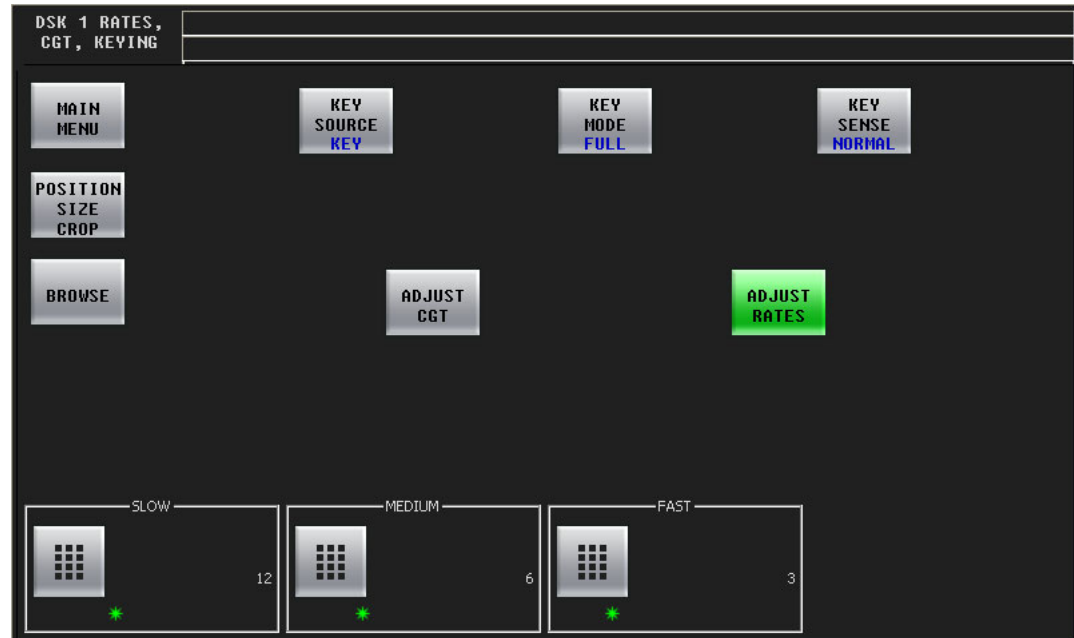 DSK 1 RATES,
CGT, KEYING
MAIN
MENU
KEY
SOURCE
KEY
KEY
MODE
FULL
KEY
SENSE
NORMAL
POSITION
SIZE
CROP
BROWSE
ADJUST
CGT
ADJUST
RATES
SLOW
12
MEDIUM
6
FAST
3